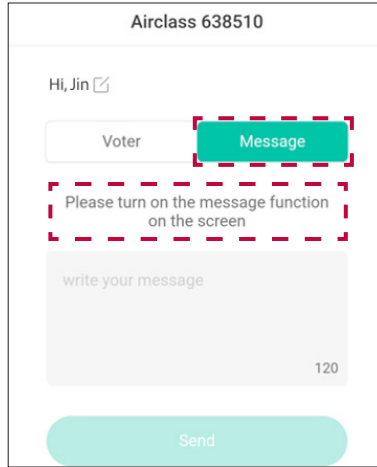 Airclass 638510
Hi, Jin
Voter
Message
Please turn on the message function
on the screen
write your message
120
Send